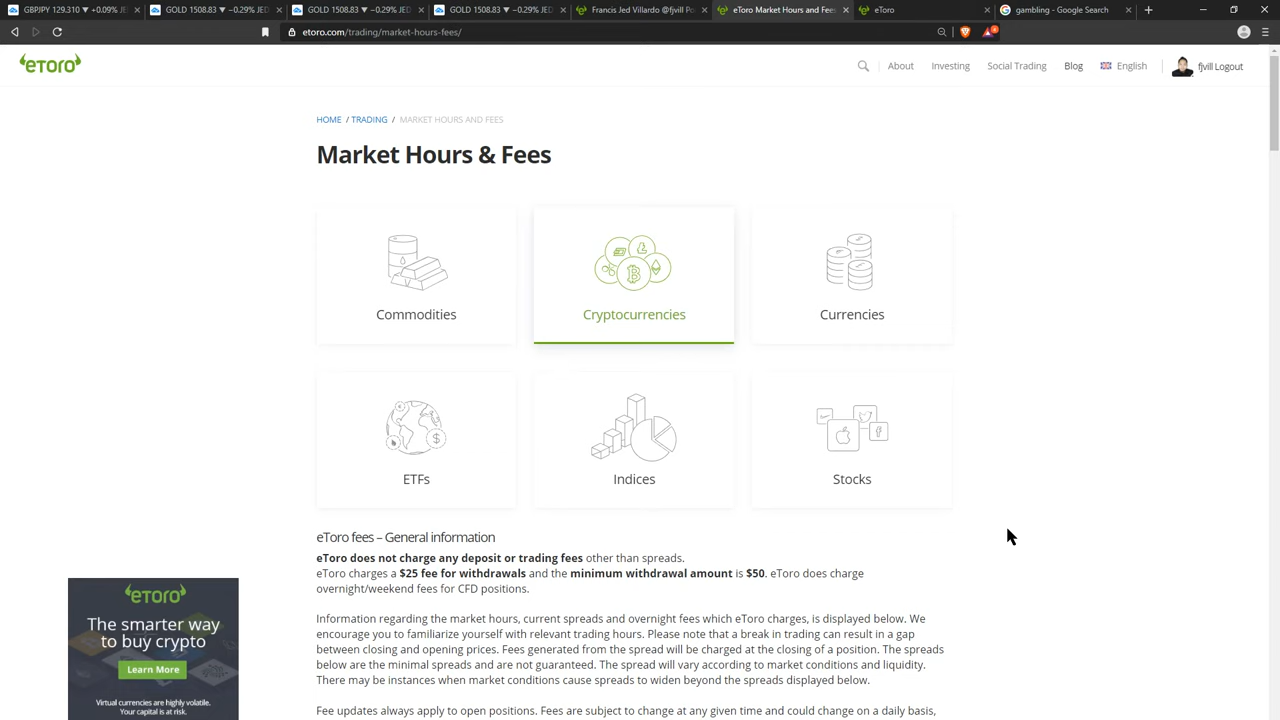 GBPJPY 129.310 ▼ +0.09% JED
GOLD 1508.83 ▼ −0.29% JED
GOLD 1508.83 ▼ −0.29% JED
GOLD 1508.83 ▼ −0.29% JED
Francis Jed Villardo @fjvill Po
eToro Market Hours and Fees
eToro
gambling - Google Search
etoro.com/trading/market-hours-fees/
eToro
About
Investing
Social Trading
Blog
English
fjvill Logout
HOME / TRADING / MARKET HOURS AND FEES
Market Hours & Fees
Commodities
Cryptocurrencies
Currencies
ETFs
Indices
Stocks
eToro fees – General information
eToro does not charge any deposit or trading fees other than spreads.
eToro charges a $25 fee for withdrawals and the minimum withdrawal amount is $50. eToro does charge
overnight/weekend fees for CFD positions.
Information regarding the market hours, current spreads and overnight fees which eToro charges, is displayed below. We
encourage you to familiarize yourself with relevant trading hours. Please note that a break in trading can result in a gap
between closing and opening prices. Fees generated from the spread will be charged at the closing of a position. The spreads
below are the minimal spreads and are not guaranteed. The spread will vary according to market conditions and liquidity.
There may be instances when market conditions cause spreads to widen beyond the spreads displayed below.
Fee updates always apply to open positions. Fees are subject to change at any given time and could change on a daily basis,
eToro
The smarter way
to buy crypto
Learn More
Virtual currencies are highly volatile.
Your capital is at risk.